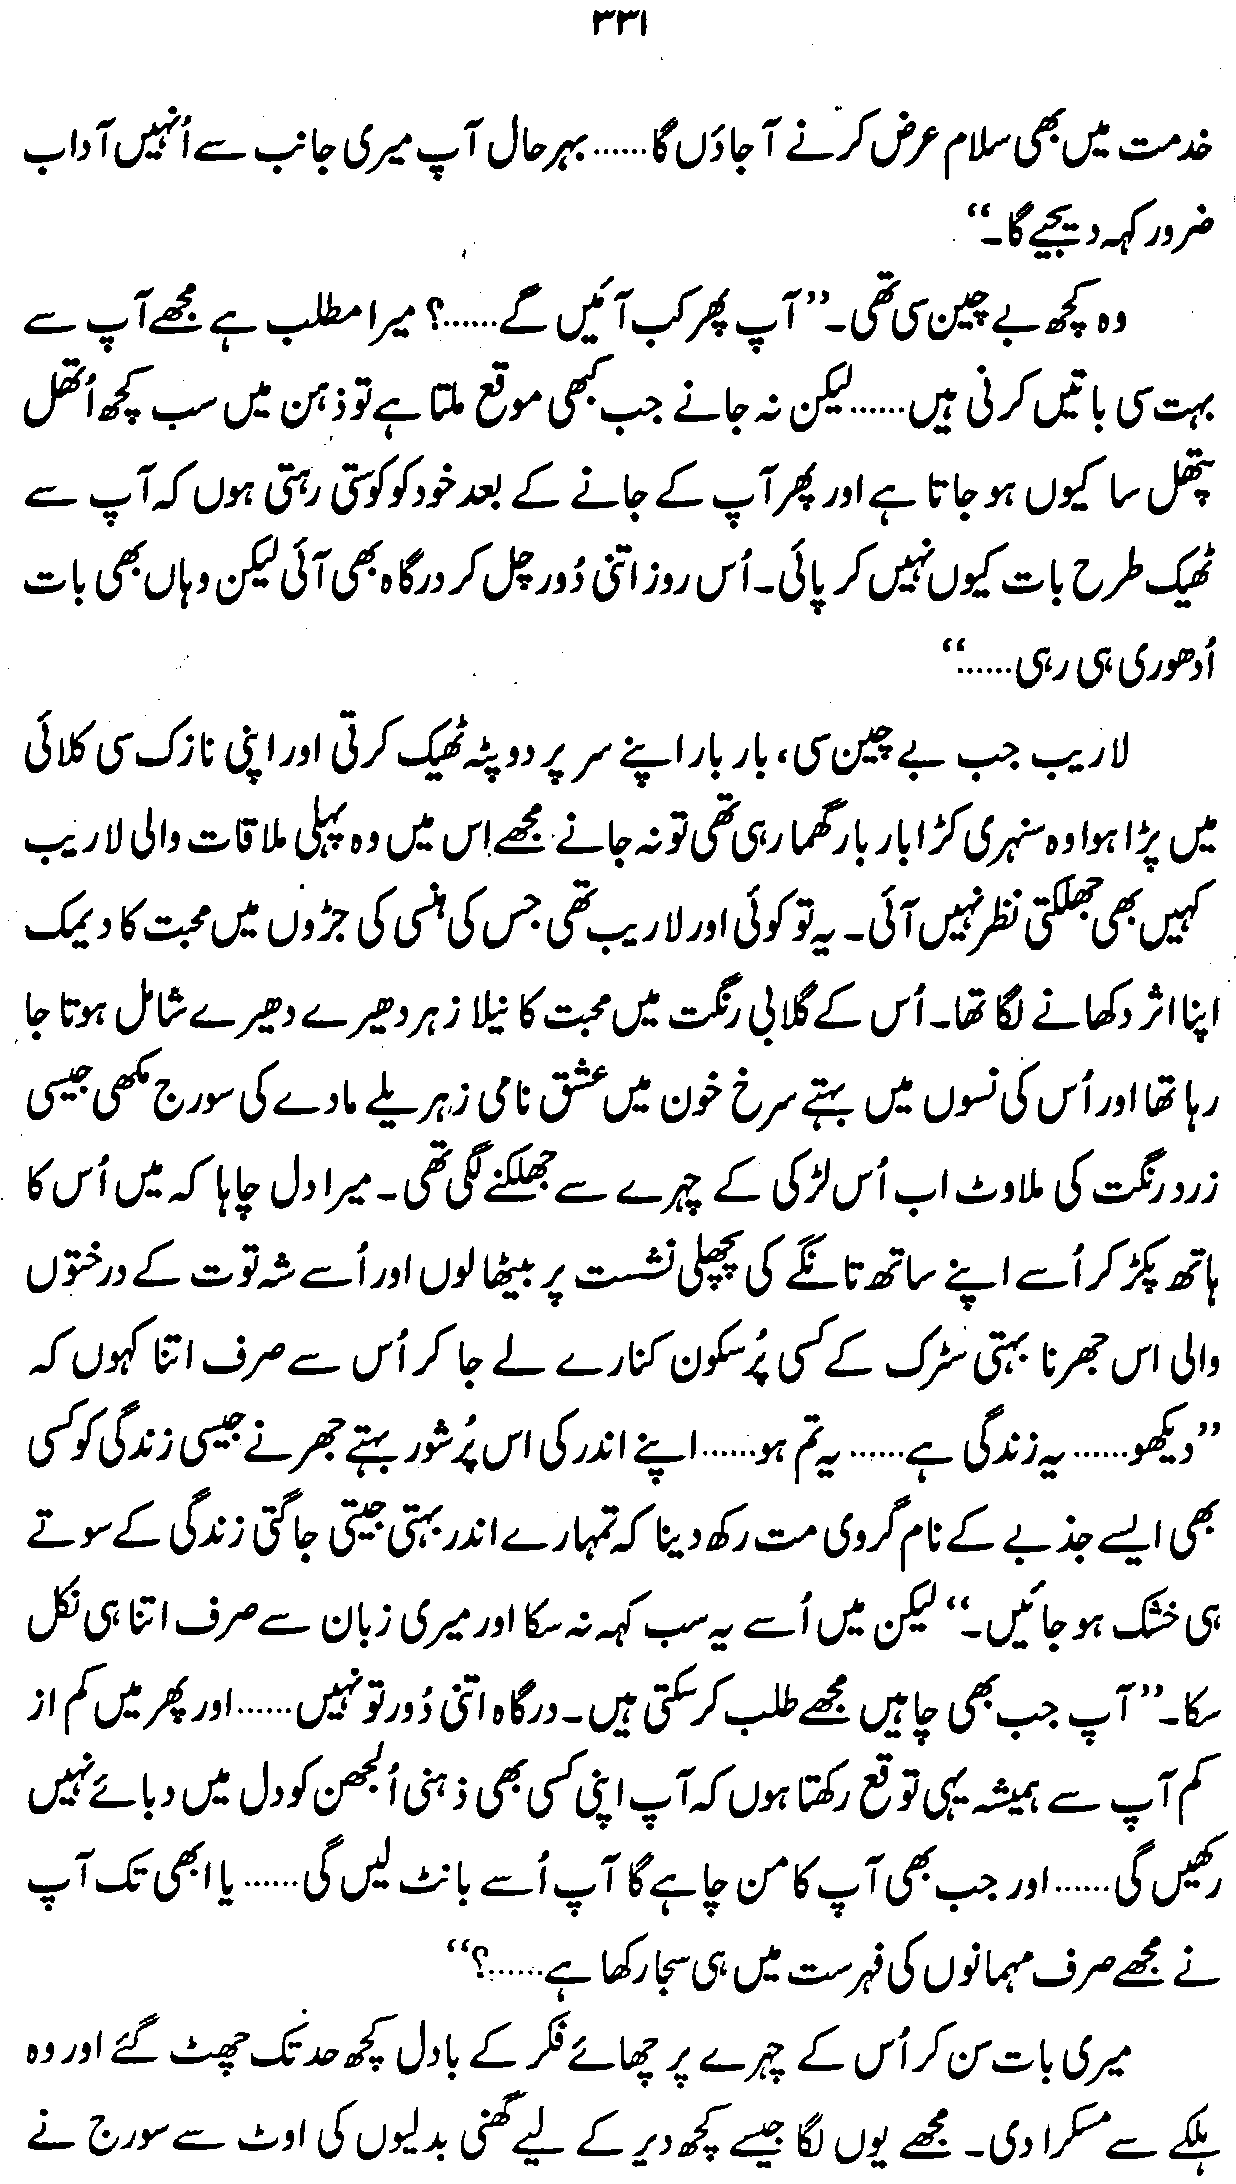 ۳۳۱
خدمت میں بھی سلام عرض کرنے آ جاؤں گا...... بہرحال آپ میری جانب سے اُنہیں آداب
ضرور کہہ دیجیے گا۔“
وہ کچھ بے چین سی تھی۔ ”آپ پھر کب آئیں گے......؟ میرا مطلب ہے مجھے آپ سے
بہت سی باتیں کرنی ہیں...... لیکن نہ جانے جب کبھی موقع ملتا ہے تو ذہن میں سب کچھ اُتھل
پتھل سا کیوں ہو جاتا ہے اور پھر آپ کے جانے کے بعد خود کو کوستی رہتی ہوں کہ آپ سے
ٹھیک طرح بات کیوں نہیں کر پائی۔ اُس روز اتنی دُور چل کر درگاہ بھی آئی لیکن وہاں بھی بات
اُدھوری ہی رہی......“
لاریب جب بے چین سی، بار بار اپنے سر پر دوپٹہ ٹھیک کرتی اور اپنی نازک سی کلائی
میں پڑا ہوا وہ سنہری کڑا بار بار گھما رہی تھی تو نہ جانے مجھے اِس میں وہ پہلی ملاقات والی لاریب
کہیں بھی جھلکتی نظر نہیں آئی۔ یہ تو کوئی اور لاریب تھی جس کی ہنسی کی جڑوں میں محبت کا دیمک
اپنا اثر دکھانے لگا تھا۔ اُس کے گلابی رنگت میں محبت کا نیلا زہر دھیرے دھیرے شامل ہوتا جا
رہا تھا اور اُس کی نسوں میں بہتے سرخ خون میں عشق نامی زہریلے مادے کی سورج مکھی جیسی
زرد رنگت کی ملاوٹ اب اُس لڑکی کے چہرے سے جھلکنے لگی تھی۔ میرا دل چاہا کہ میں اُس کا
ہاتھ پکڑ کر اُسے اپنے ساتھ تانگے کی پچھلی نشست پر بیٹھا لوں اور اُسے شہ توت کے درختوں
والی اس جھرنا بہتی سڑک کے کسی پُرسکون کنارے لے جا کر اُس سے صرف اتنا کہوں کہ
”دیکھو...... یہ زندگی ہے...... یہ تم ہو...... اپنے اندر کی اس پُرشور بہتے جھرنے جیسی زندگی کو کسی
بھی ایسے جذبے کے نام گروی مت رکھ دینا کہ تمہارے اندر بہتی جیتی جاگتی زندگی کے سوتے
ہی خشک ہو جائیں۔“ لیکن میں اُسے یہ سب کہہ نہ سکا اور میری زبان سے صرف اتنا ہی نکل
سکا۔ ”آپ جب بھی چاہیں مجھے طلب کر سکتی ہیں۔ درگاہ اتنی دُور تو نہیں...... اور پھر میں کم از
کم آپ سے ہمیشہ یہی توقع رکھتا ہوں کہ آپ اپنی کسی بھی ذہنی اُلجھن کو دل میں دبائے نہیں
رکھیں گی...... اور جب بھی آپ کا من چاہے گا آپ اُسے بانٹ لیں گی...... یا ابھی تک آپ
نے مجھے صرف مہمانوں کی فہرست میں ہی سجا رکھا ہے......؟“
میری بات سن کر اُس کے چہرے پر چھائے فکر کے بادل کچھ حد تک چھٹ گئے اور وہ
ہلکے سے مسکرا دی۔ مجھے یوں لگا جیسے کچھ دیر کے لیے گھنی بدلیوں کی اوٹ سے سورج نے